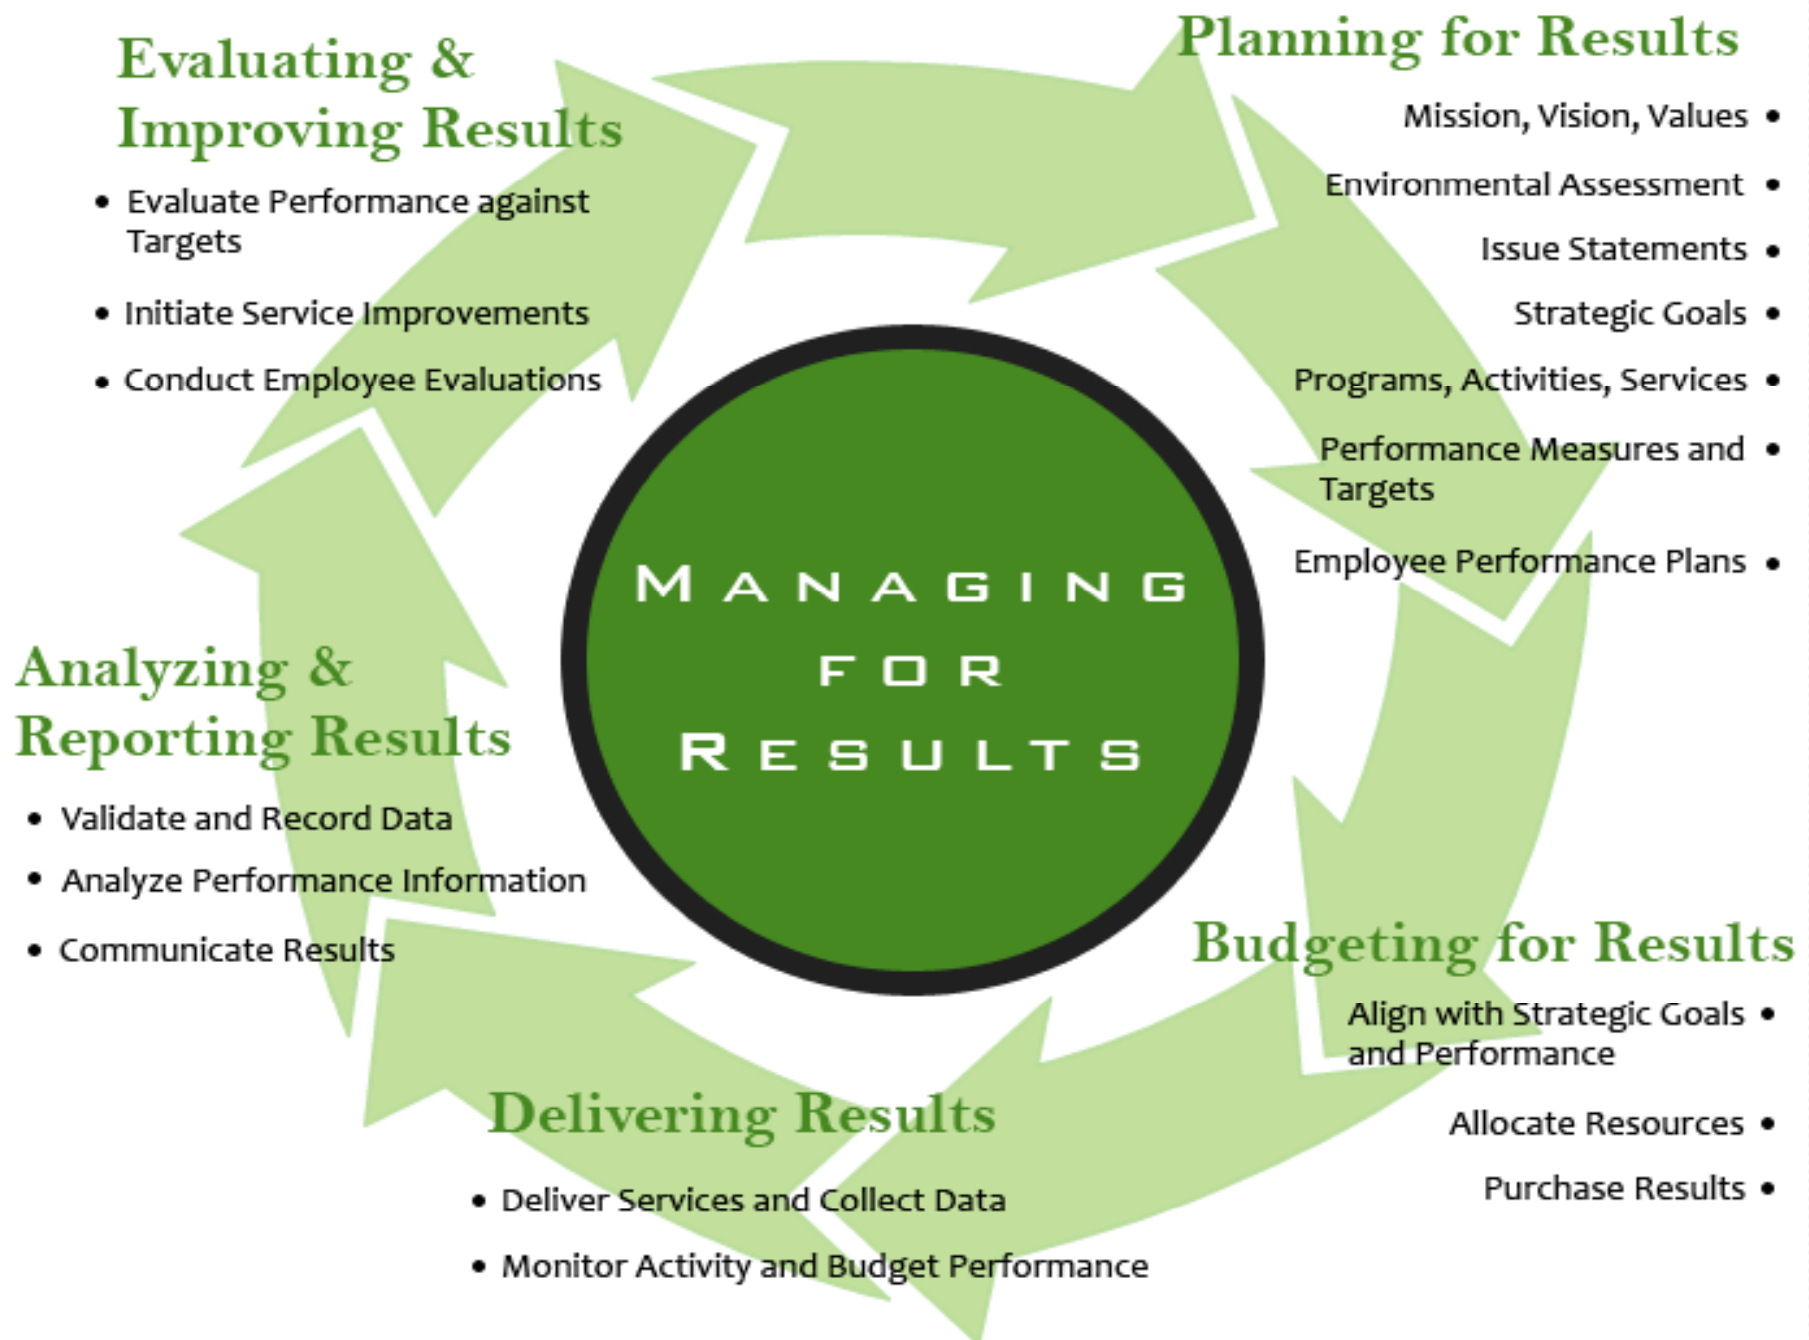 Planning for Results
Mission, Vision, Values
Environmental Assessment
Issue Statements
Strategic Goals
Programs, Activities, Services
Performance Measures and
Targets
Employee Performance Plans
Budgeting for Results
Align with Strategic Goals
and Performance
Allocate Resources
Purchase Results
Delivering Results
Deliver Services and Collect Data
Monitor Activity and Budget Performance
Analyzing &
Reporting Results
Validate and Record Data
Analyze Performance Information
Communicate Results
Evaluating &
Improving Results
Evaluate Performance against
Targets
Initiate Service Improvements
Conduct Employee Evaluations
MANAGING
FOR
RESULTS